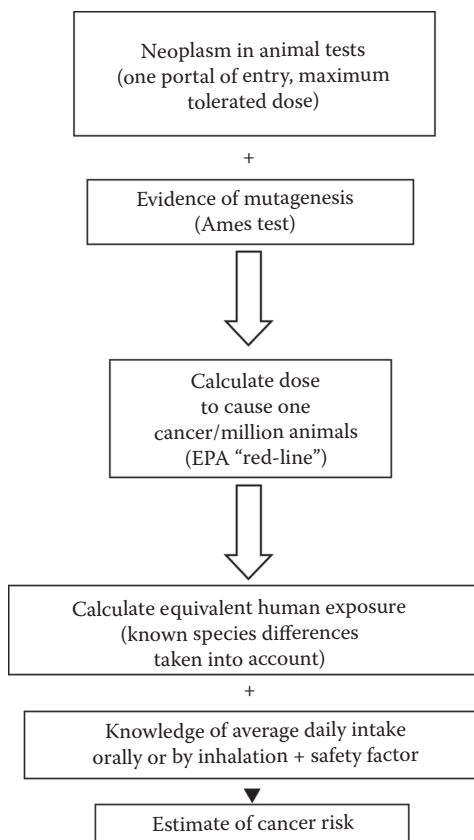 Neoplasm in animal tests
(one portal of entry, maximum
tolerated dose)
+
Evidence of mutagenesis
(Ames test)
Calculate dose
to cause one
cancer/million animals
(EPA “red-line”)
Calculate equivalent human exposure
(known species differences
taken into account)
+
Knowledge of average daily intake
orally or by inhalation + safety factor
Estimate of cancer risk